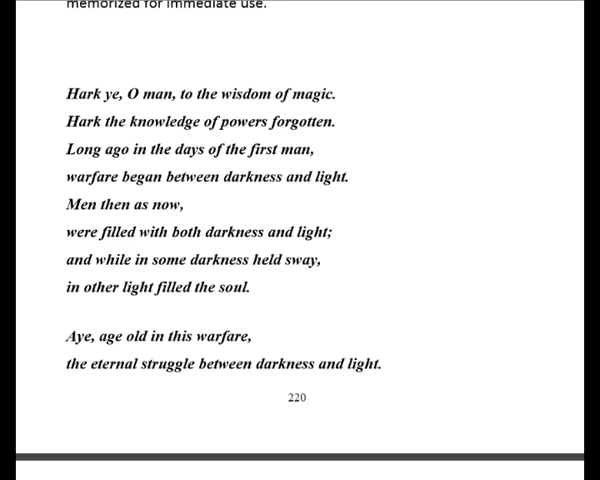 memorized for immediate use.
Hark ye, O man, to the wisdom of magic.
Hark the knowledge of powers forgotten.
Long ago in the days of the first man,
warfare began between darkness and light.
Men then as now,
were filled with both darkness and light;
and while in some darkness held sway,
in other light filled the soul.
Aye, age old in this warfare,
the eternal struggle between darkness and light.
220